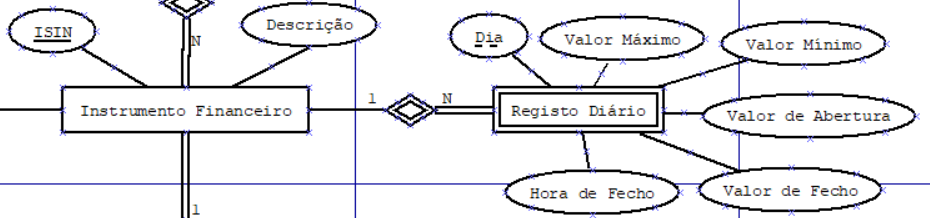 ISIN
Descrição
N
Dia
Valor Máximo
Valor Mínimo
Instrumento Financeiro
1
N
Registo Diário
Valor de Abertura
Hora de Fecho
Valor de Fecho
1